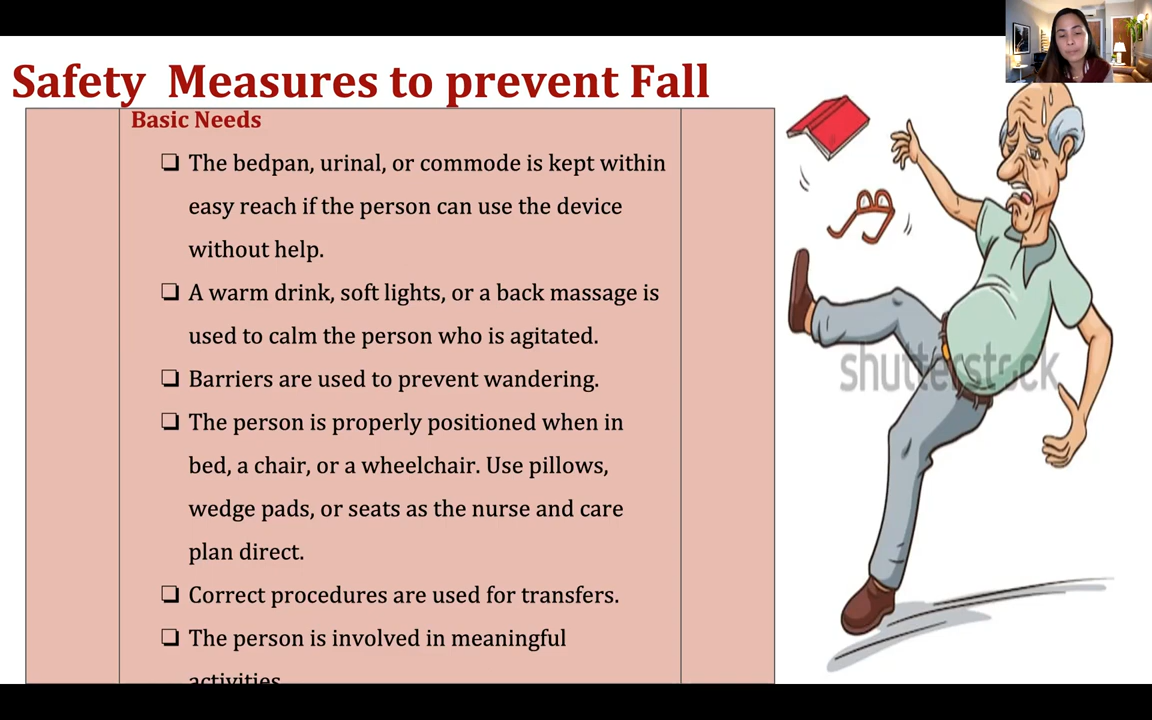 Safety Measures to prevent Fall
Basic Needs
❑ The bedpan, urinal, or commode is kept within
easy reach if the person can use the device
without help.
❑ A warm drink, soft lights, or a back massage is
used to calm the person who is agitated.
❑ Barriers are used to prevent wandering.
❑ The person is properly positioned when in
bed, a chair, or a wheelchair. Use pillows,
wedge pads, or seats as the nurse and care
plan direct.
❑ Correct procedures are used for transfers.
❑ The person is involved in meaningful
activities.
shutterstock